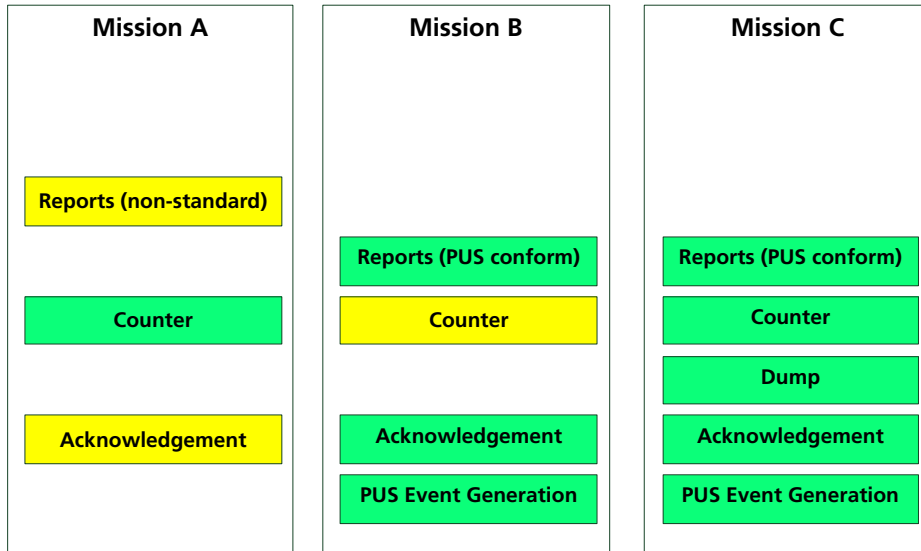 Mission A
Reports (non-standard)
Counter
Acknowledgement
Mission B
Reports (PUS conform)
Counter
Acknowledgement
PUS Event Generation
Mission C
Reports (PUS conform)
Counter
Dump
Acknowledgement
PUS Event Generation